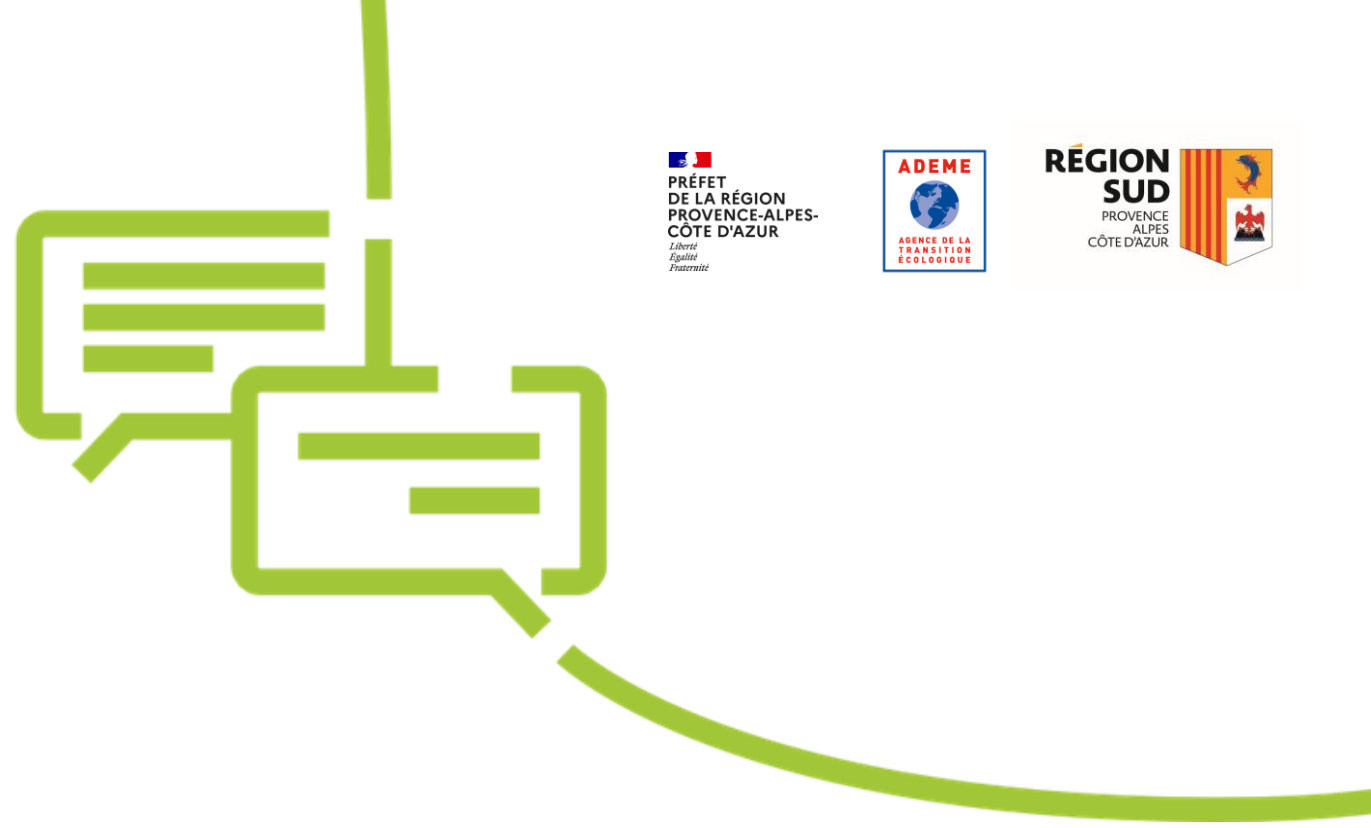 PRÉFET
DE LA RÉGION
PROVENCE-ALPES-
CÔTE D'AZUR
Liberté
Égalité
Fraternité
ADEME
AGENCE DE LA
TRANSITION
ÉCOLOGIQUE
RÉGION
SUD
PROVENCE
ALPES
CÔTE D'AZUR